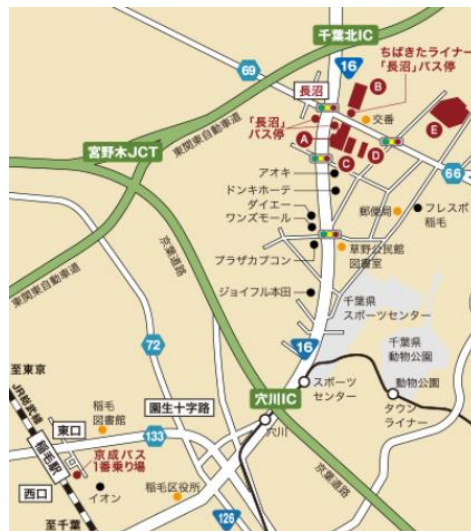 千葉北IC
ちばきたライナー
「長沼」バス停
16
69
長沼
B
「長沼」
バス停
交番
E
A
宮野木JCT
東関東自動車道
C
D
アオキ
66
ドンキホーテ
ダイエー
ワンズモール
郵便局
フレスポ
稲毛
京葉道路
プラザカプコン
草野公民館
図書室
東関東自動車道
ジョイフル本田
千葉県
スポーツセンター
72
16
千葉県
動物公園
至東京
JR総武線
スポーツ
センター
動物公園
園生十字路
穴川IC
タウン
ライナー
稲毛
図書館
東口
133
穴川
稲毛駅
京成バス
1番乗り場
京葉道路
西口
イオン
稲毛区役所
126
至千葉